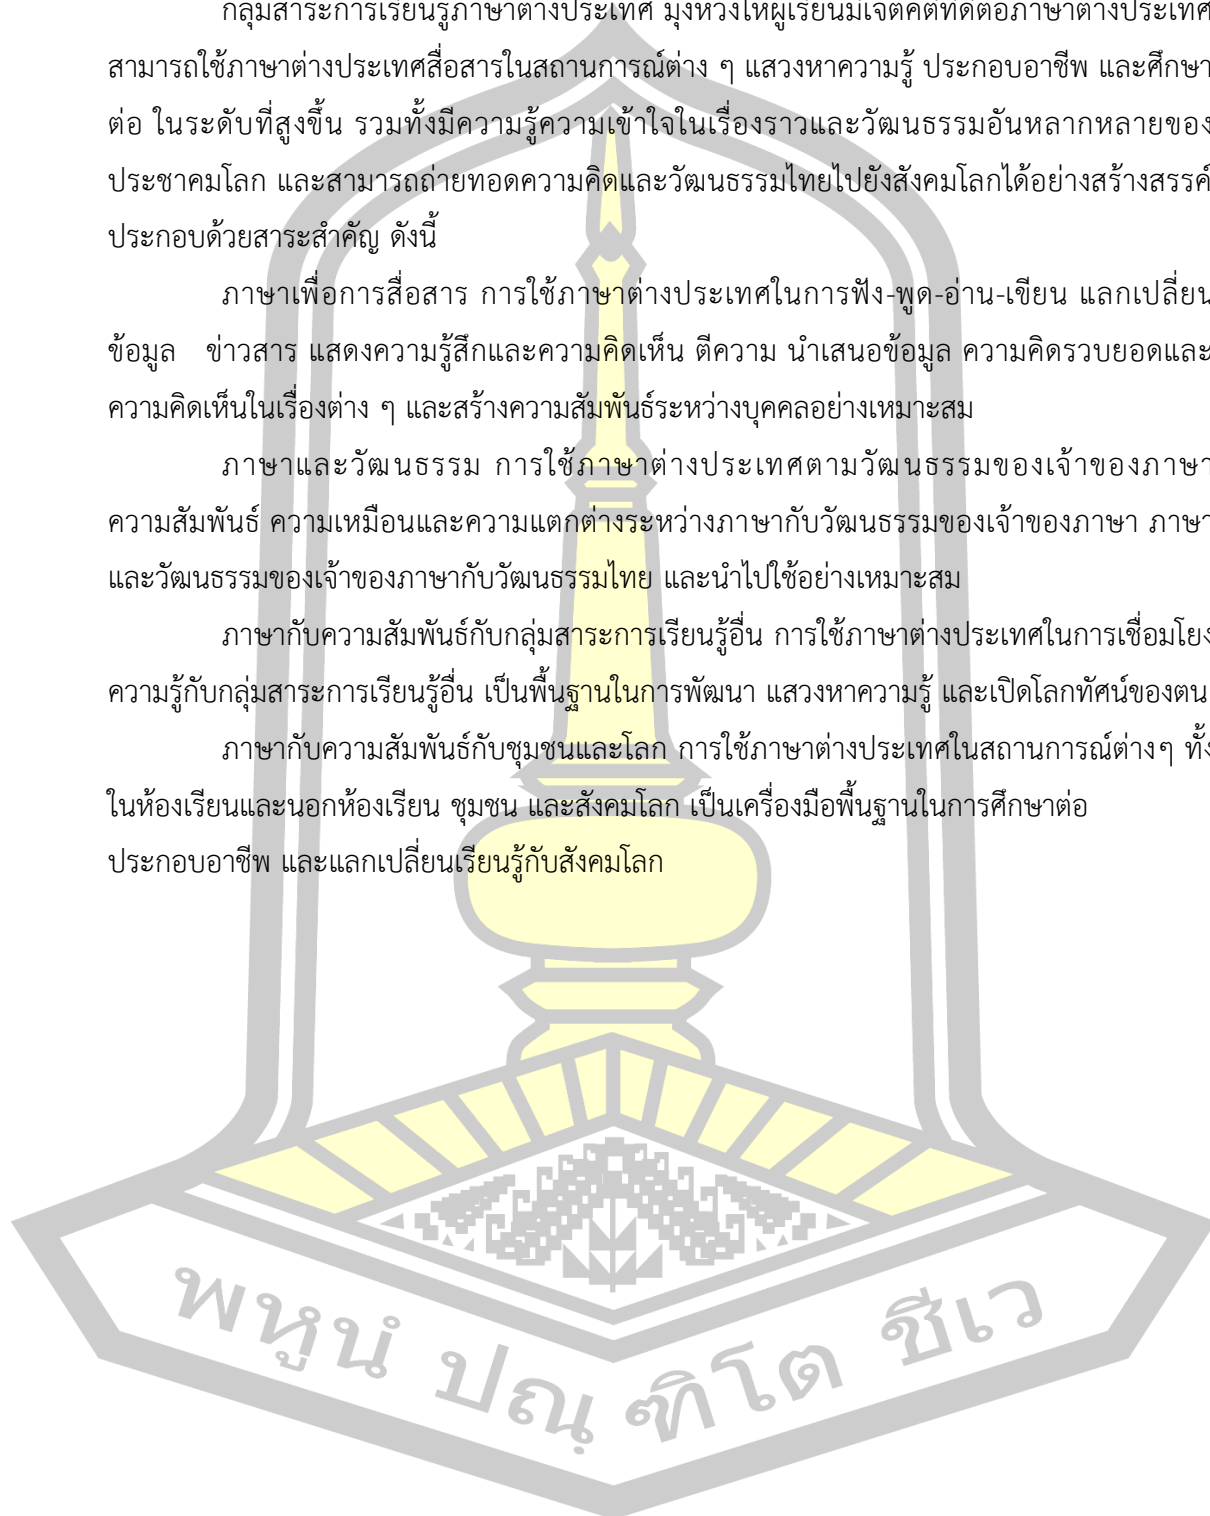 กลุ่มสาระการเรียนรู้ภาษาต่างประเทศ มุ่งหวังให้ผู้เรียนมีเจตคติที่ดีต่อภาษาต่างประเทศ
สามารถใช้ภาษาต่างประเทศสื่อสารในสถานการณ์ต่าง ๆ แสวงหาความรู้ ประกอบอาชีพ และศึกษา
ต่อ ในระดับที่สูงขึ้น รวมทั้งมีความรู้ความเข้าใจในเรื่องราวและวัฒนธรรมอันหลากหลายของ
ประชาคมโลก และสามารถถ่ายทอดความคิดและวัฒนธรรมไทยไปยังสังคมโลกได้อย่างสร้างสรรค์
ประกอบด้วยสาระสำคัญ ดังนี้
ภาษาเพื่อการสื่อสาร การใช้ภาษาต่างประเทศในการฟัง-พูด-อ่าน-เขียน แลกเปลี่ยน
ข้อมูล ข่าวสาร แสดงความรู้สึกและความคิดเห็น ตีความ นำเสนอข้อมูล ความคิดรวบยอดและ
ความคิดเห็นในเรื่องต่าง ๆ และสร้างความสัมพันธ์ระหว่างบุคคลอย่างเหมาะสม
ภาษาและวัฒนธรรม การใช้ภาษาต่างประเทศตามวัฒนธรรมของเจ้าของภาษา
ความสัมพันธ์ ความเหมือนและความแตกต่างระหว่างภาษากับวัฒนธรรมของเจ้าของภาษา ภาษา
และวัฒนธรรมของเจ้าของภาษากับวัฒนธรรมไทย และนำไปใช้อย่างเหมาะสม
ภาษากับความสัมพันธ์กับกลุ่มสาระการเรียนรู้อื่น การใช้ภาษาต่างประเทศในการเชื่อมโยง
ความรู้กับกลุ่มสาระการเรียนรู้อื่น เป็นพื้นฐานในการพัฒนา แสวงหาความรู้ และเปิดโลกทัศน์ของตน
ภาษากับความสัมพันธ์กับชุมชนและโลก การใช้ภาษาต่างประเทศในสถานการณ์ต่างๆ ทั้ง
ในห้องเรียนและนอกห้องเรียน ชุมชน และสังคมโลก เป็นเครื่องมือพื้นฐานในการศึกษาต่อ
ประกอบอาชีพ และแลกเปลี่ยนเรียนรู้กับสังคมโลก
พหูนํ ปณฺฑิโต ชีเว